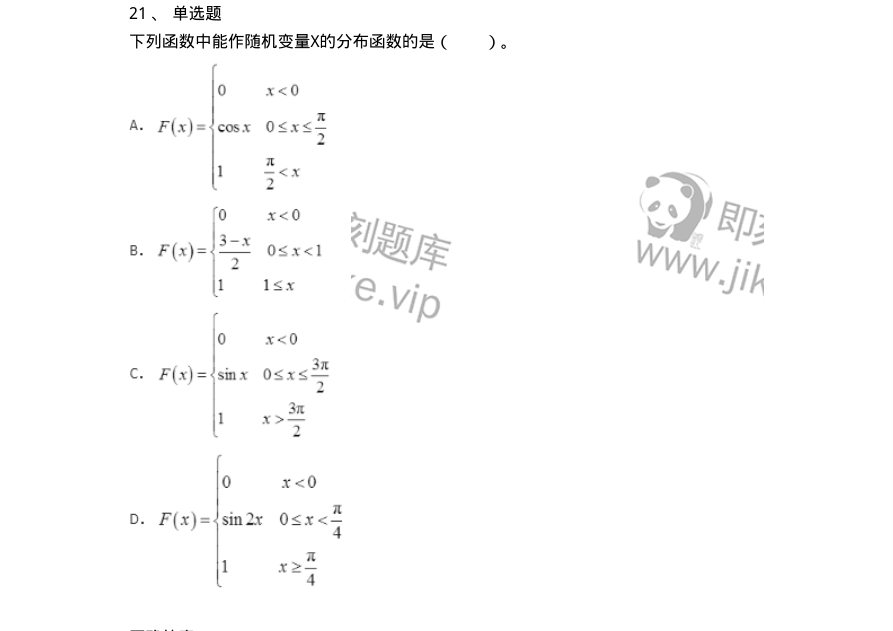 21 、 单选题
下列函数中能作随机变量X的分布函数的是（　　）。
A. F(x)={0 x<0
cos x 0≤x≤π/2
1 π/2<x
B. F(x)={0 x<0
(3−x)/2 0≤x<1
1 1≤x
刻题库
e.vip
即
www.jik
C. F(x)={0 x<0
sin x 0≤x≤3π/2
1 x>3π/2
D. F(x)={0 x<0
sin 2x 0≤x<π/4
1 x≥π/4